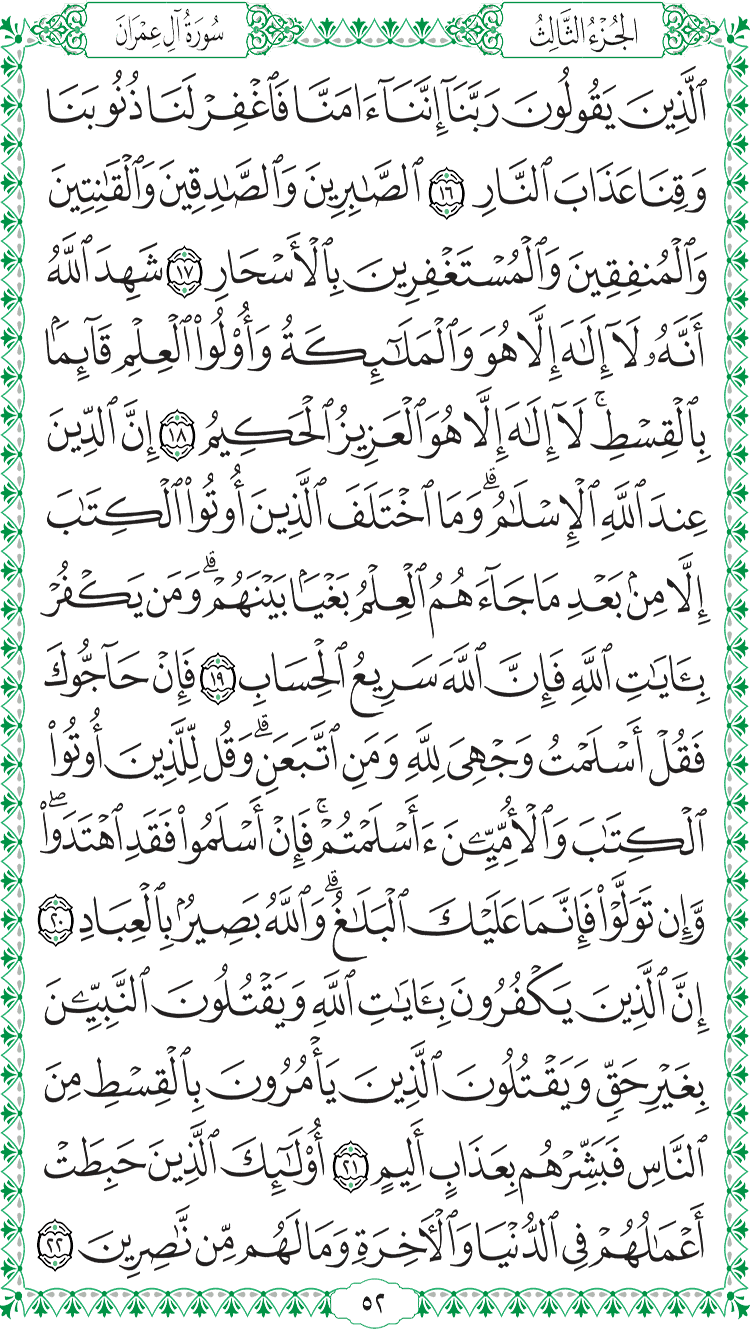 الجُزْءُ الثَّالِثُ
سُورَةُ آلِ عِمْرَانَ
ٱلَّذِينَ يَقُولُونَ رَبَّنَآ إِنَّنَآ ءَامَنَّا فَٱغْفِرْ لَنَا ذُنُوبَنَا
وَقِنَا عَذَابَ ٱلنَّارِ ١٦ ٱلصَّٰبِرِينَ وَٱلصَّٰدِقِينَ وَٱلْقَٰنِتِينَ
وَٱلْمُنفِقِينَ وَٱلْمُسْتَغْفِرِينَ بِٱلْأَسْحَارِ ١٧ شَهِدَ ٱللَّهُ
أَنَّهُۥ لَآ إِلَٰهَ إِلَّا هُوَ وَٱلْمَلَٰٓئِكَةُ وَأُو۟لُوا۟ ٱلْعِلْمِ قَآئِمَۢا
بِٱلْقِسْطِ ۚ لَآ إِلَٰهَ إِلَّا هُوَ ٱلْعَزِيزُ ٱلْحَكِيمُ ١٨ إِنَّ ٱلدِّينَ
عِندَ ٱللَّهِ ٱلْإِسْلَٰمُ ۗ وَمَا ٱخْتَلَفَ ٱلَّذِينَ أُوتُوا۟ ٱلْكِتَٰبَ
إِلَّا مِنۢ بَعْدِ مَا جَآءَهُمُ ٱلْعِلْمُ بَغْيَۢا بَيْنَهُمْ ۗ وَمَن يَكْفُرْ
بِـَٔايَٰتِ ٱللَّهِ فَإِنَّ ٱللَّهَ سَرِيعُ ٱلْحِسَابِ ١٩ فَإِنْ حَآجُّوكَ
فَقُلْ أَسْلَمْتُ وَجْهِىَ لِلَّهِ وَمَنِ ٱتَّبَعَنِ ۗ وَقُل لِّلَّذِينَ أُوتُوا۟
ٱلْكِتَٰبَ وَٱلْأُمِّيِّـۧنَ ءَأَسْلَمْتُمْ ۚ فَإِنْ أَسْلَمُوا۟ فَقَدِ ٱهْتَدَوا۟ ۖ
وَّإِن تَوَلَّوْا۟ فَإِنَّمَا عَلَيْكَ ٱلْبَلَٰغُ ۗ وَٱللَّهُ بَصِيرُۢ بِٱلْعِبَادِ ٢٠
إِنَّ ٱلَّذِينَ يَكْفُرُونَ بِـَٔايَٰتِ ٱللَّهِ وَيَقْتُلُونَ ٱلنَّبِيِّـۧنَ
بِغَيْرِ حَقٍّ وَيَقْتُلُونَ ٱلَّذِينَ يَأْمُرُونَ بِٱلْقِسْطِ مِنَ
ٱلنَّاسِ فَبَشِّرْهُم بِعَذَابٍ أَلِيمٍ ٢١ أُو۟لَٰٓئِكَ ٱلَّذِينَ حَبِطَتْ
أَعْمَٰلُهُمْ فِى ٱلدُّنْيَا وَٱلْءَاخِرَةِ وَمَا لَهُم مِّن نَّٰصِرِينَ ٢٢
٥٢